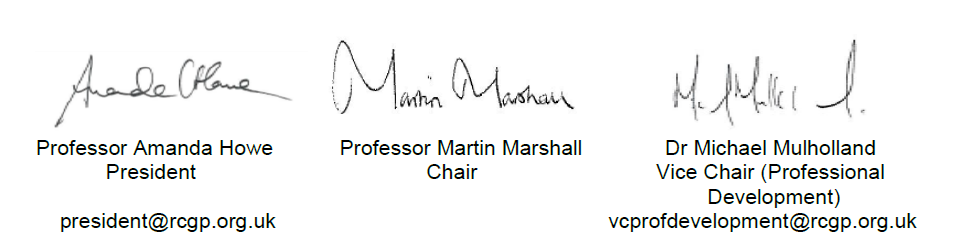 Amanda Howe
Martin Marshall
Professor Amanda Howe
President
president@rcgp.org.uk
Professor Martin Marshall
Chair
Dr Michael Mulholland
Vice Chair (Professional
Development)
vcprofdevelopment@rcgp.org.uk